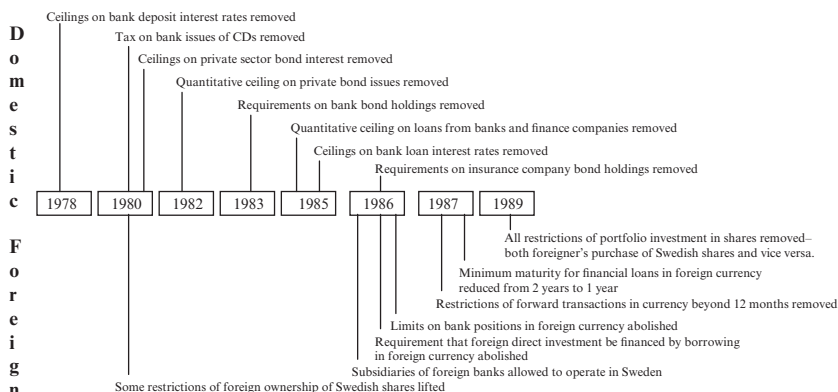 Ceilings on bank deposit interest rates removed
Tax on bank issues of CDs removed
Ceilings on private sector bond interest removed
Quantitative ceiling on private bond issues removed
Requirements on bank bond holdings removed
Quantitative ceiling on loans from banks and finance companies removed
Ceilings on bank loan interest rates removed
Requirements on insurance company bond holdings removed
Domestic
1978 1980 1982 1983 1985 1986 1987 1989
Foreign
All restrictions of portfolio investment in shares removed–
both foreigner's purchase of Swedish shares and vice versa.
Minimum maturity for financial loans in foreign currency
reduced from 2 years to 1 year
Restrictions of forward transactions in currency beyond 12 months removed
Limits on bank positions in foreign currency abolished
Requirement that foreign direct investment be financed by borrowing
in foreign currency abolished
Subsidiaries of foreign banks allowed to operate in Sweden
Some restrictions of foreign ownership of Swedish shares lifted